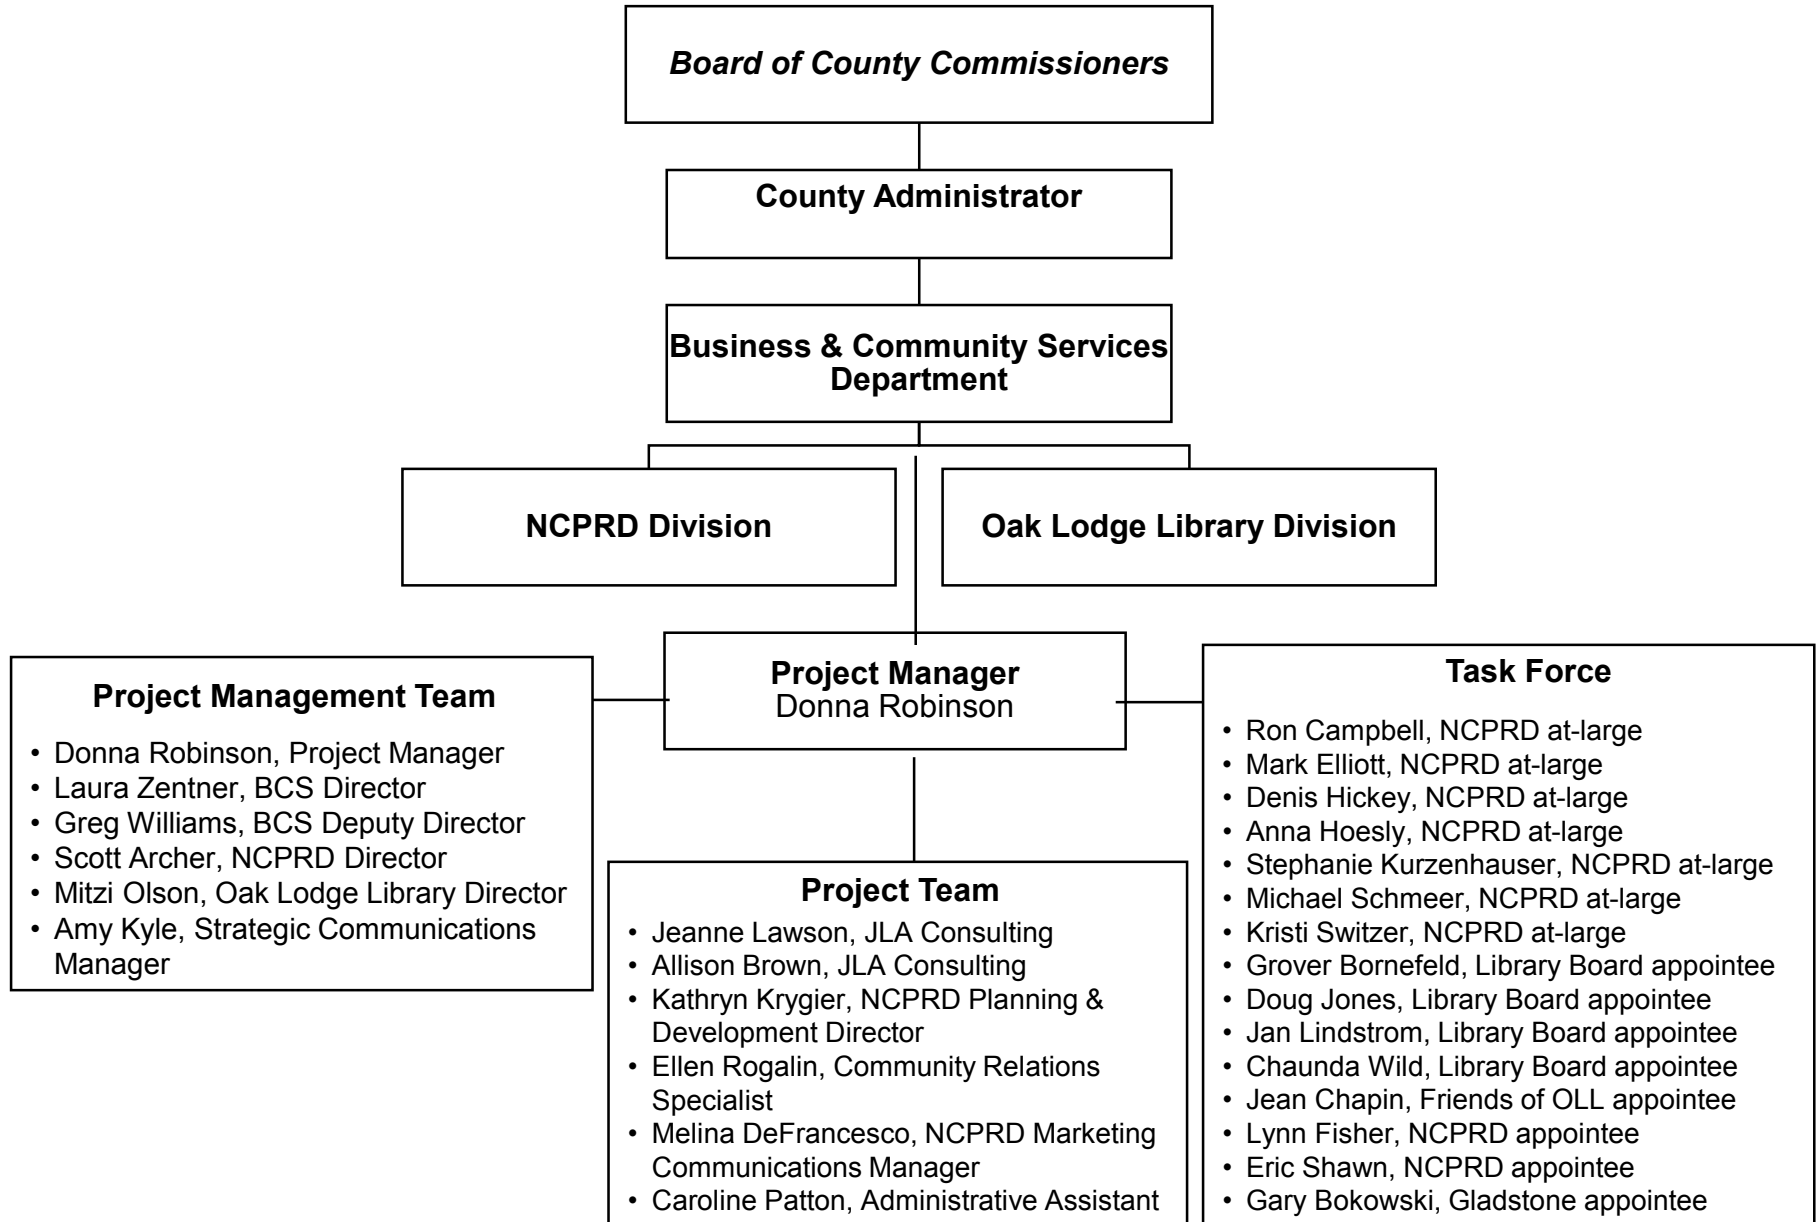 Board of County Commissioners
County Administrator
Business & Community Services
Department
NCPRD Division
Oak Lodge Library Division
Project Manager
Donna Robinson
Project Management Team
• Donna Robinson, Project Manager
• Laura Zentner, BCS Director
• Greg Williams, BCS Deputy Director
• Scott Archer, NCPRD Director
• Mitzi Olson, Oak Lodge Library Director
• Amy Kyle, Strategic Communications
Manager
Project Team
• Jeanne Lawson, JLA Consulting
• Allison Brown, JLA Consulting
• Kathryn Krygier, NCPRD Planning &
Development Director
• Ellen Rogalin, Community Relations
Specialist
• Melina DeFrancesco, NCPRD Marketing
Communications Manager
• Caroline Patton, Administrative Assistant
Task Force
• Ron Campbell, NCPRD at-large
• Mark Elliott, NCPRD at-large
• Denis Hickey, NCPRD at-large
• Anna Hoesly, NCPRD at-large
• Stephanie Kurzenhauser, NCPRD at-large
• Michael Schmeer, NCPRD at-large
• Kristi Switzer, NCPRD at-large
• Grover Bornefeld, Library Board appointee
• Doug Jones, Library Board appointee
• Jan Lindstrom, Library Board appointee
• Chaunda Wild, Library Board appointee
• Jean Chapin, Friends of OLL appointee
• Lynn Fisher, NCPRD appointee
• Eric Shawn, NCPRD appointee
• Gary Bokowski, Gladstone appointee